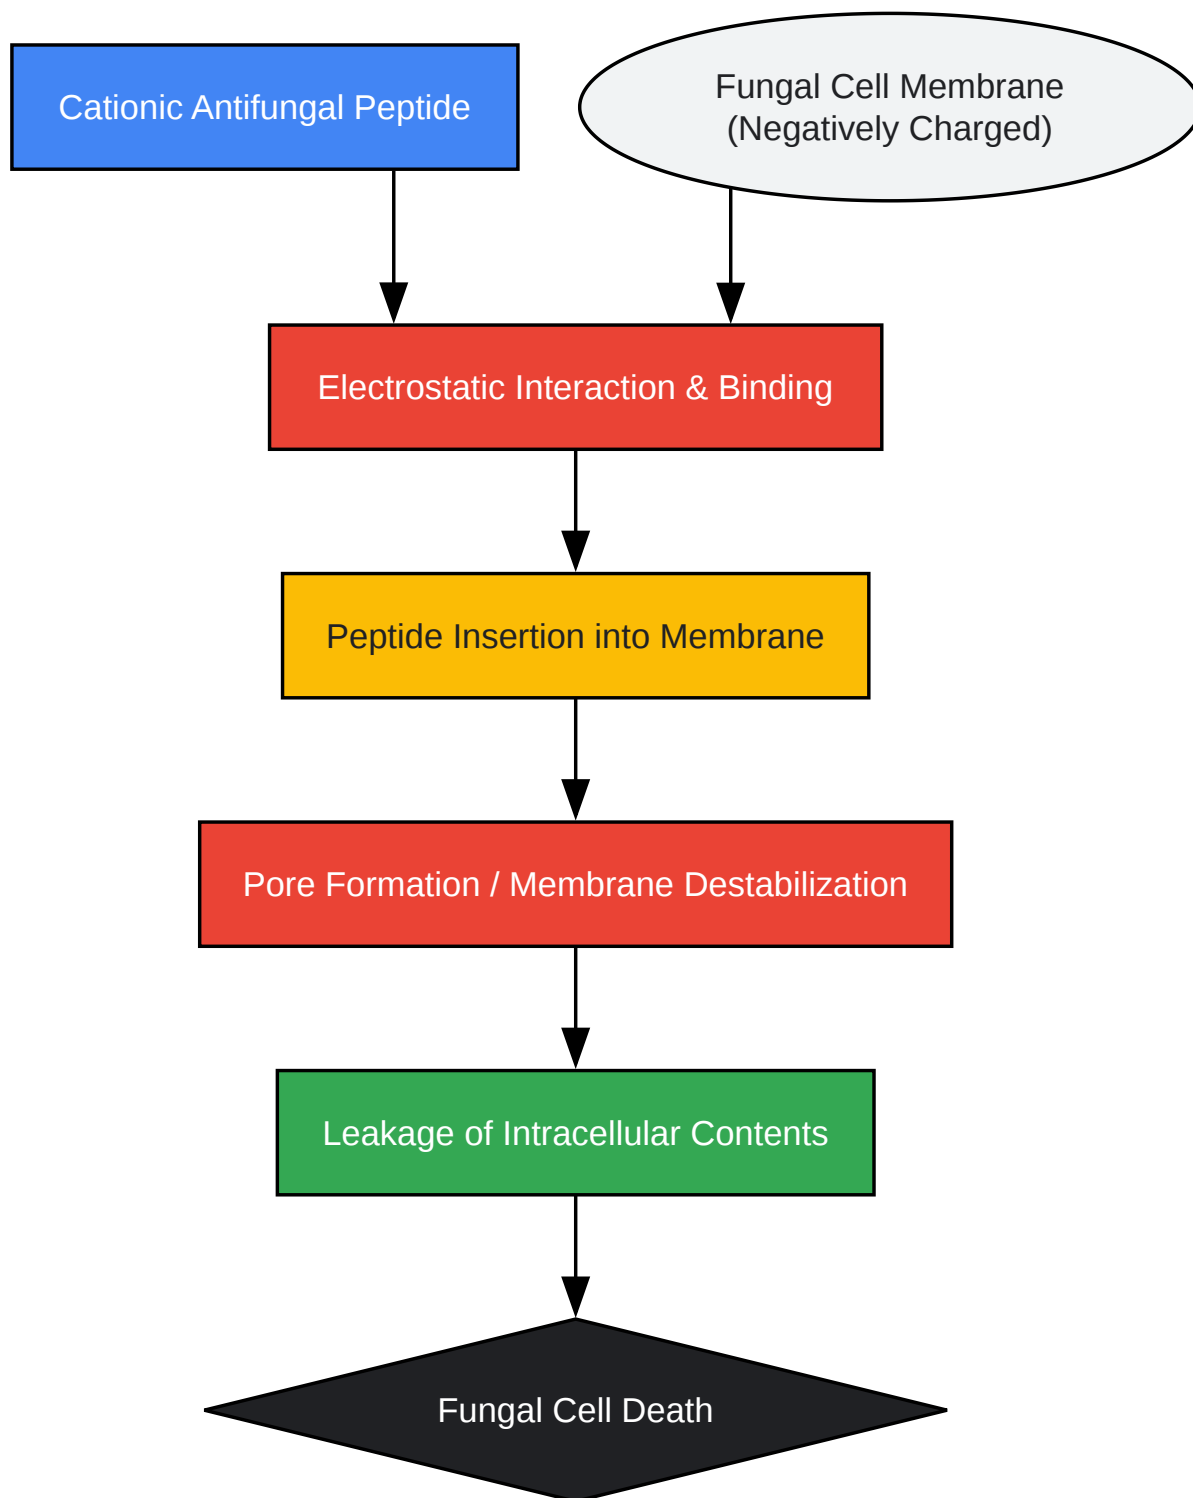 Cationic Antifungal Peptide
Fungal Cell Membrane
(Negatively Charged)
Electrostatic Interaction & Binding
Peptide Insertion into Membrane
Pore Formation / Membrane Destabilization
Leakage of Intracellular Contents
Fungal Cell Death